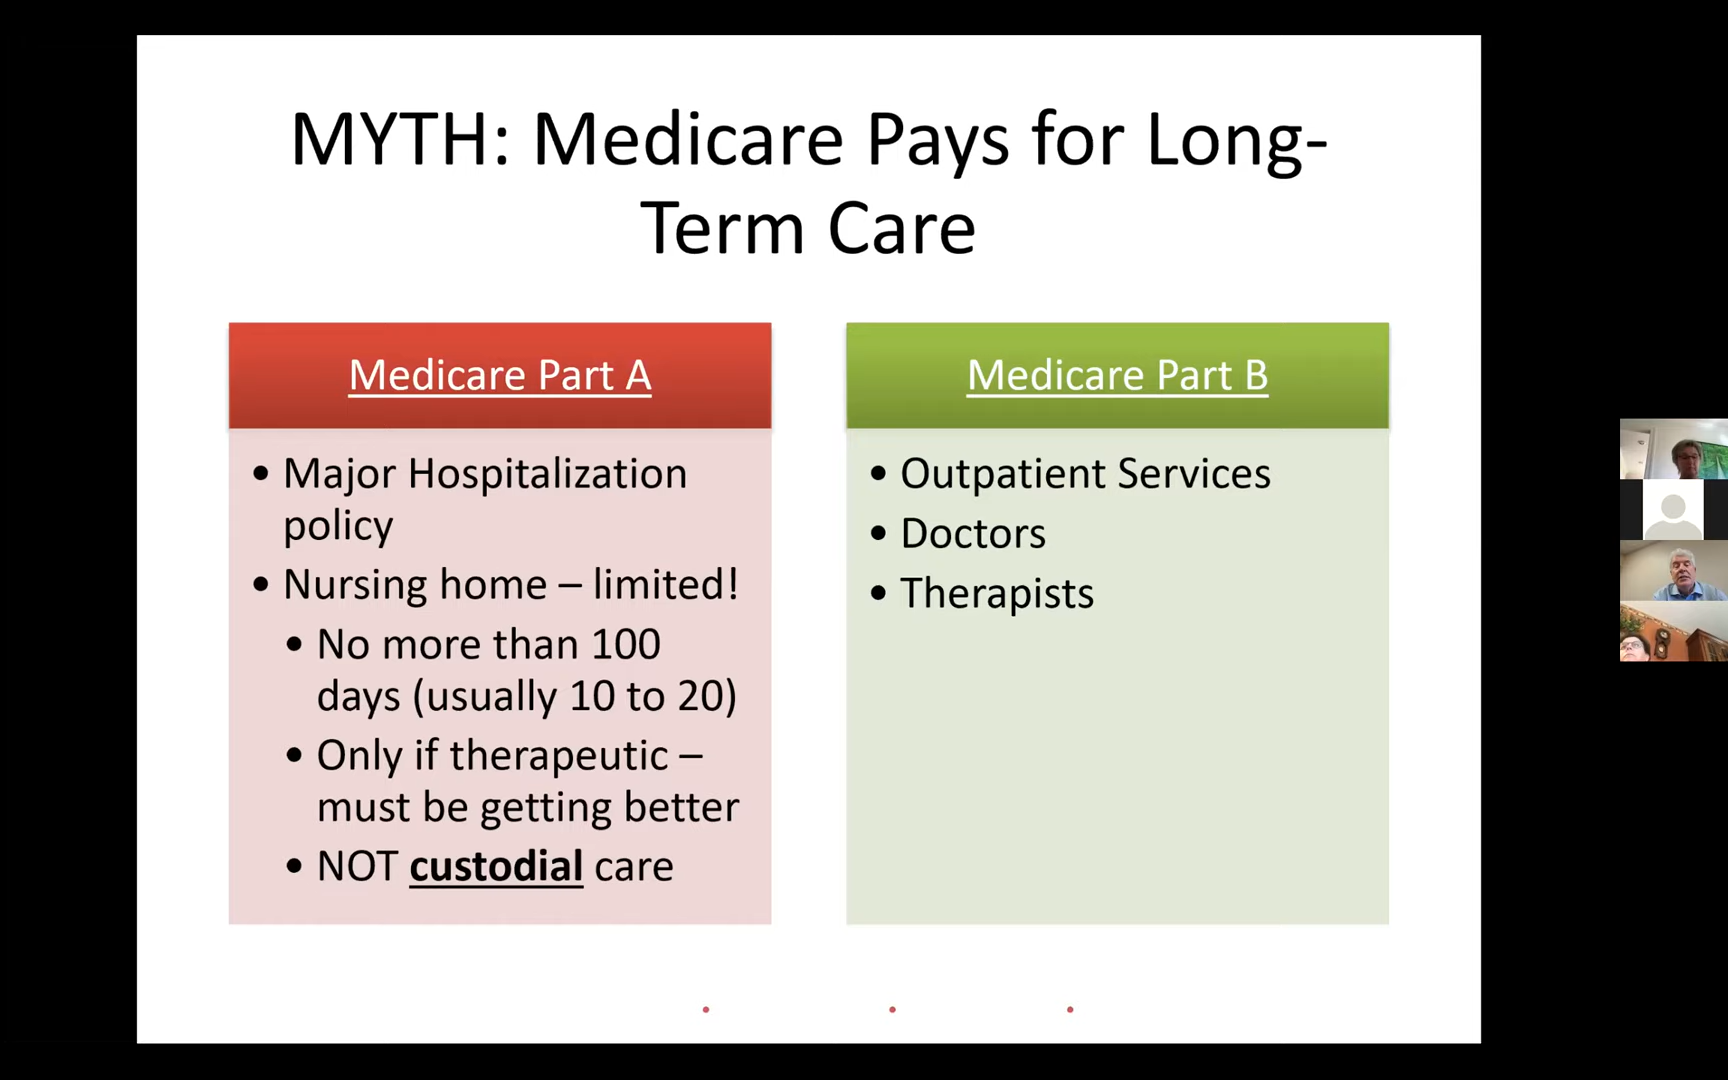 MYTH: Medicare Pays for Long-
Term Care
Medicare Part A
• Major Hospitalization
policy
• Nursing home – limited!
• No more than 100
days (usually 10 to 20)
• Only if therapeutic –
must be getting better
• NOT custodial care
Medicare Part B
• Outpatient Services
• Doctors
• Therapists